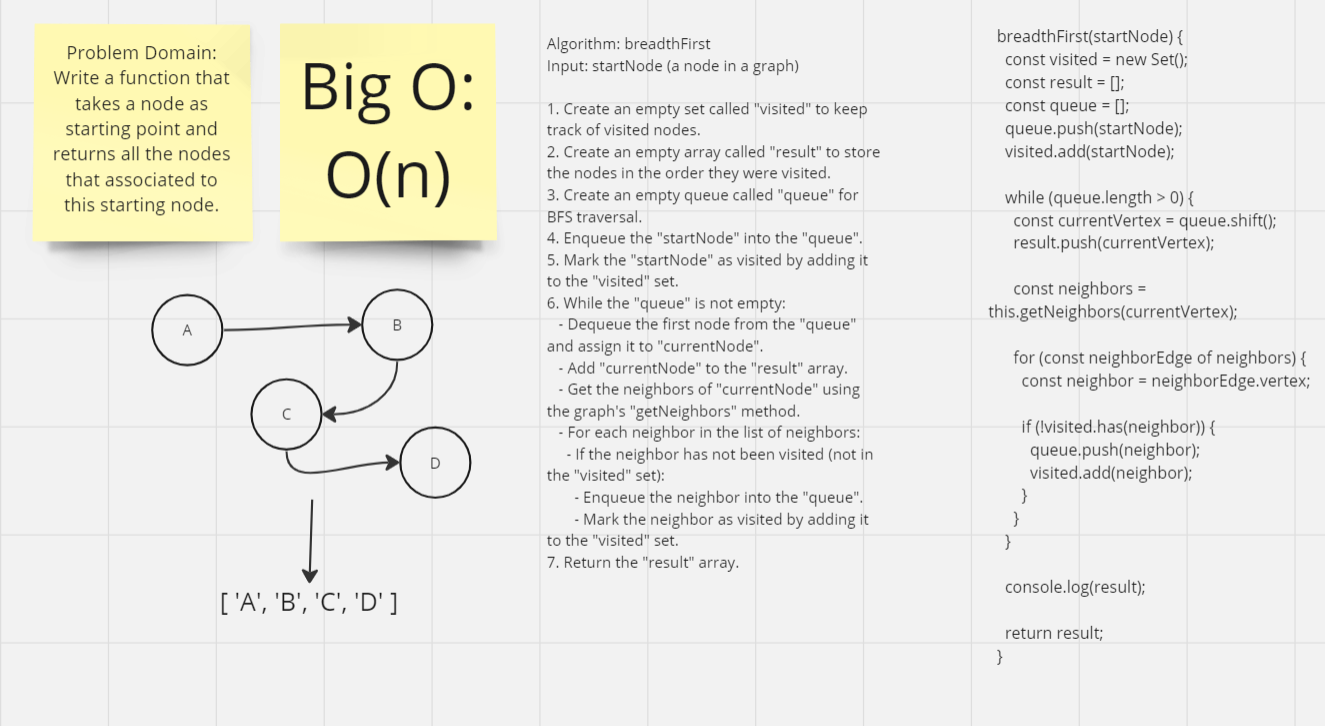 Problem Domain:
Write a function that
takes a node as
starting point and
returns all the nodes
that associated to
this starting node.
Big O:
O(n)
A
B
C
D
[ 'A', 'B', 'C', 'D' ]
Algorithm: breadthFirst
Input: startNode (a node in a graph)
1. Create an empty set called "visited" to keep
track of visited nodes.
2. Create an empty array called "result" to store
the nodes in the order they were visited.
3. Create an empty queue called "queue" for
BFS traversal.
4. Enqueue the "startNode" into the "queue".
5. Mark the "startNode" as visited by adding it
to the "visited" set.
6. While the "queue" is not empty:
- Dequeue the first node from the "queue"
and assign it to "currentNode".
- Add "currentNode" to the "result" array.
- Get the neighbors of "currentNode" using
the graph's "getNeighbors" method.
- For each neighbor in the list of neighbors:
- If the neighbor has not been visited (not in
the "visited" set):
- Enqueue the neighbor into the "queue".
- Mark the neighbor as visited by adding it
to the "visited" set.
7. Return the "result" array.
breadthFirst(startNode) {
const visited = new Set();
const result = [];
const queue = [];
queue.push(startNode);
visited.add(startNode);
while (queue.length > 0) {
const currentVertex = queue.shift();
result.push(currentVertex);
const neighbors =
this.getNeighbors(currentVertex);
for (const neighborEdge of neighbors) {
const neighbor = neighborEdge.vertex;
if (!visited.has(neighbor)) {
queue.push(neighbor);
visited.add(neighbor);
}
}
}
console.log(result);
return result;
}